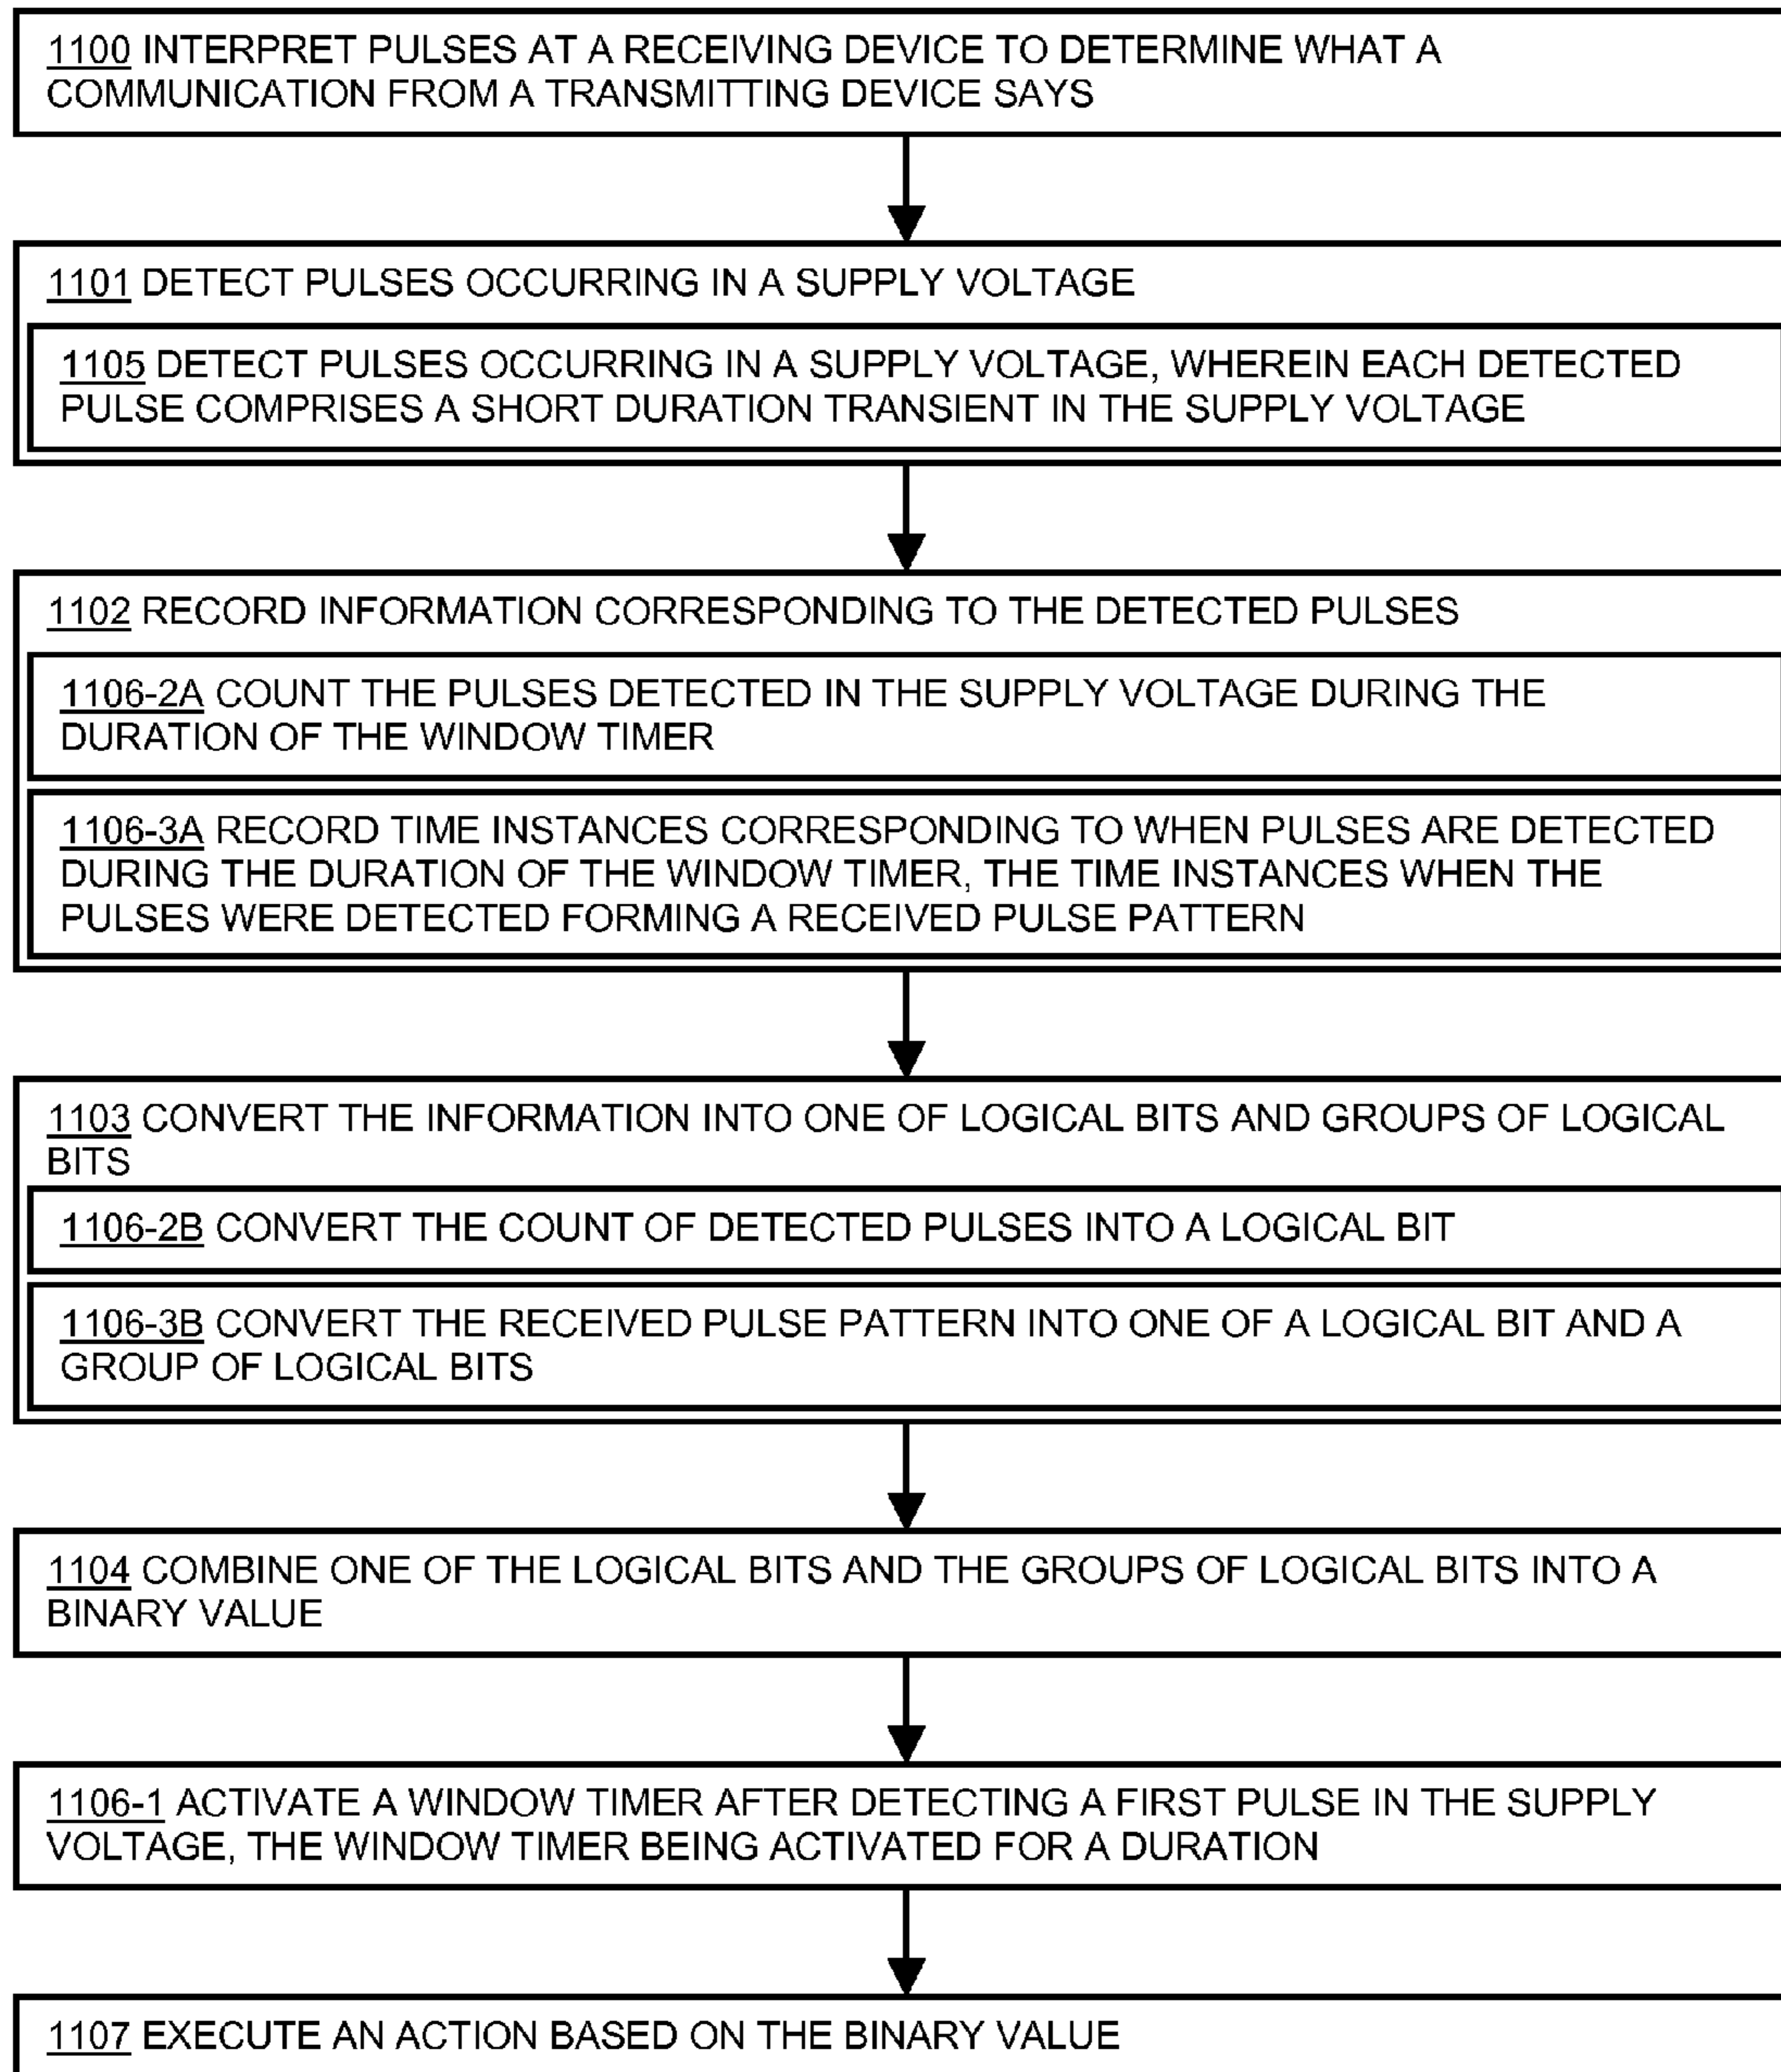 1100 INTERPRET PULSES AT A RECEIVING DEVICE TO DETERMINE WHAT A
COMMUNICATION FROM A TRANSMITTING DEVICE SAYS
1101 DETECT PULSES OCCURRING IN A SUPPLY VOLTAGE
1105 DETECT PULSES OCCURRING IN A SUPPLY VOLTAGE, WHEREIN EACH DETECTED
PULSE COMPRISES A SHORT DURATION TRANSIENT IN THE SUPPLY VOLTAGE
1102 RECORD INFORMATION CORRESPONDING TO THE DETECTED PULSES
1106-2A COUNT THE PULSES DETECTED IN THE SUPPLY VOLTAGE DURING THE
DURATION OF THE WINDOW TIMER
1106-3A RECORD TIME INSTANCES CORRESPONDING TO WHEN PULSES ARE DETECTED
DURING THE DURATION OF THE WINDOW TIMER, THE TIME INSTANCES WHEN THE
PULSES WERE DETECTED FORMING A RECEIVED PULSE PATTERN
1103 CONVERT THE INFORMATION INTO ONE OF LOGICAL BITS AND GROUPS OF LOGICAL
BITS
1106-2B CONVERT THE COUNT OF DETECTED PULSES INTO A LOGICAL BIT
1106-3B CONVERT THE RECEIVED PULSE PATTERN INTO ONE OF A LOGICAL BIT AND A
GROUP OF LOGICAL BITS
1104 COMBINE ONE OF THE LOGICAL BITS AND THE GROUPS OF LOGICAL BITS INTO A
BINARY VALUE
1106-1 ACTIVATE A WINDOW TIMER AFTER DETECTING A FIRST PULSE IN THE SUPPLY
VOLTAGE, THE WINDOW TIMER BEING ACTIVATED FOR A DURATION
1107 EXECUTE AN ACTION BASED ON THE BINARY VALUE